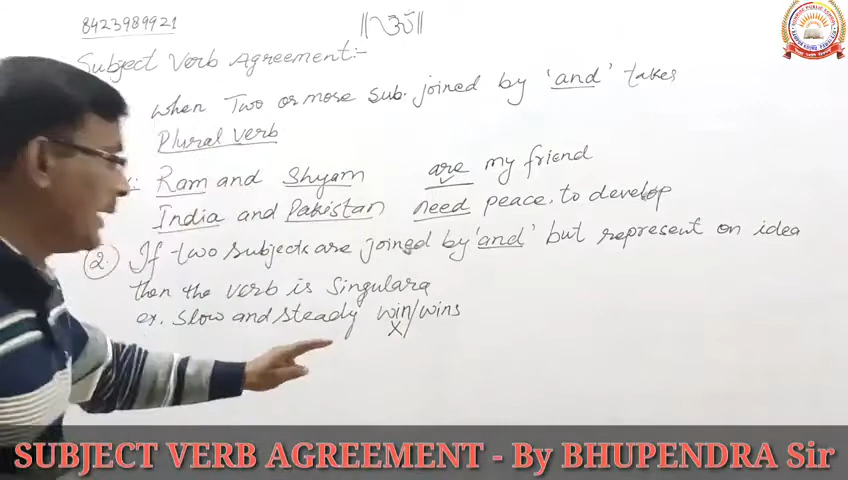 8423989921
॥ॐ॥
Subject Verb Agreement:-
When Two or more sub. joined by 'and' takes
Plural verb
Ram and Shyam are my friend
India and Pakistan need peace. to develop
2. If two subjects are joined by 'and' but represent on idea
then the verb is Singulara
ex. Slow and steady win/wins
X
SUBJECT VERB AGREEMENT - By BHUPENDRA Sir